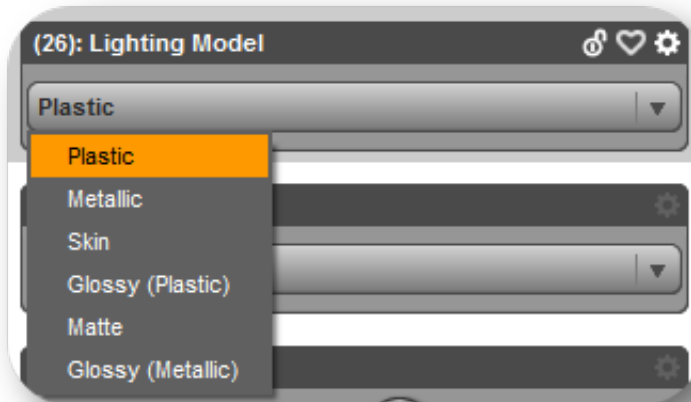 (26): Lighting Model
Plastic
Plastic
Metallic
Skin
Glossy (Plastic)
Matte
Glossy (Metallic)